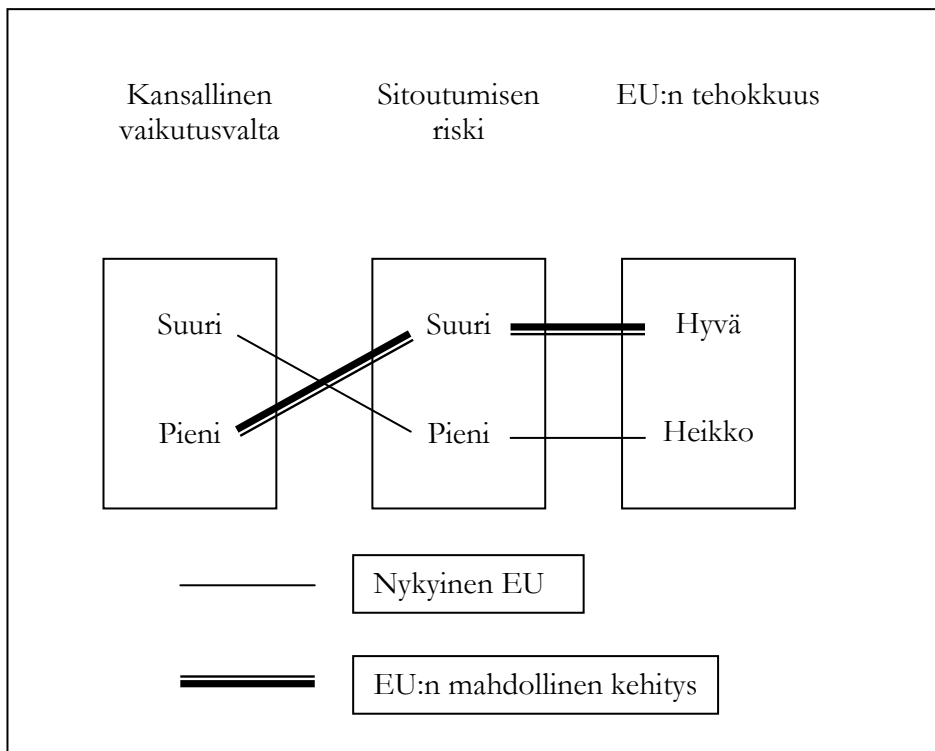 Kansallinen
vaikutusvalta
Sitoutumisen
riski
EU:n tehokkuus
Suuri
Suuri
Hyvä
Pieni
Pieni
Heikko
Nykyinen EU
EU:n mahdollinen kehitys